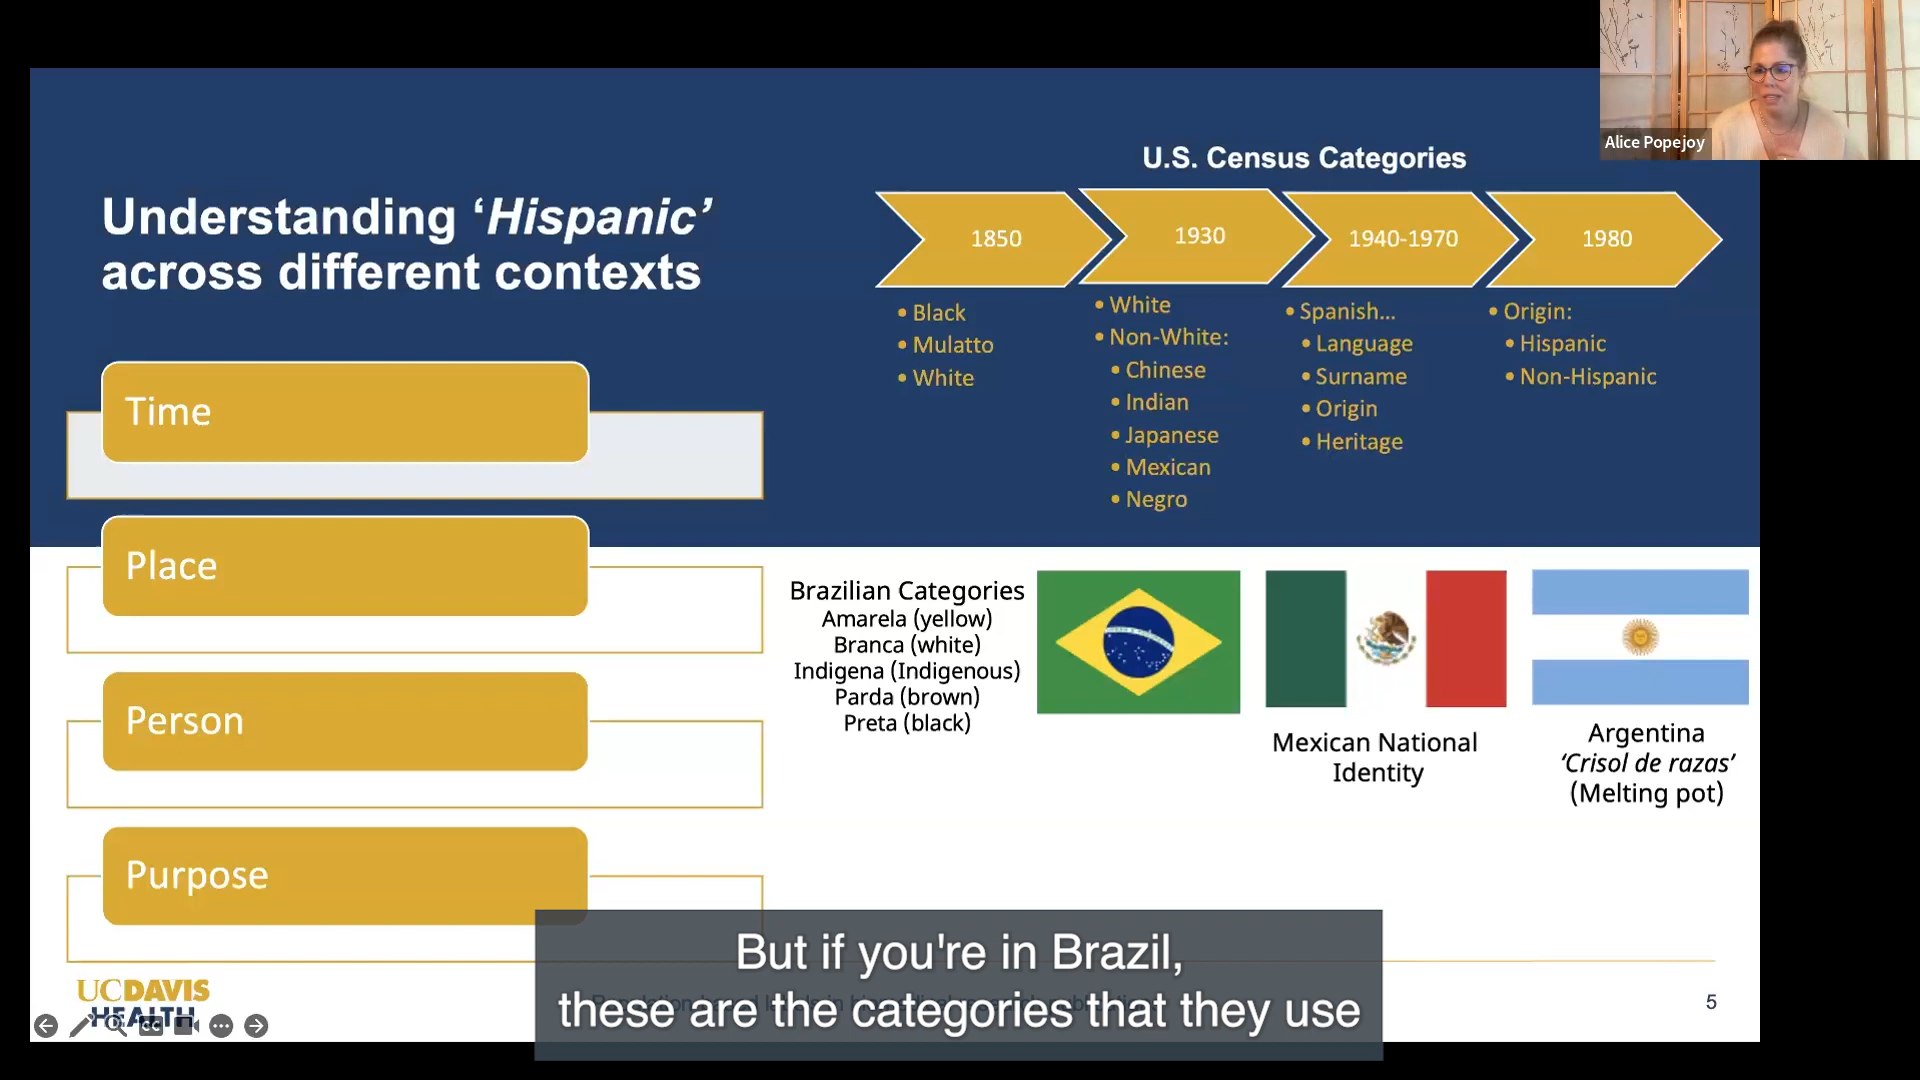 Alice Popejoy
U.S. Census Categories
Understanding ‘Hispanic’
across different contexts
1850
1930
1940-1970
1980
• Black
• Mulatto
• White
• White
• Non-White:
• Chinese
• Indian
• Japanese
• Mexican
• Negro
• Spanish...
• Language
• Surname
• Origin
• Heritage
• Origin:
• Hispanic
• Non-Hispanic
Time
Place
Person
Purpose
Brazilian Categories
Amarela (yellow)
Branca (white)
Indigena (Indigenous)
Parda (brown)
Preta (black)
Mexican National
Identity
Argentina
‘Crisol de razas’
(Melting pot)
But if you're in Brazil,
these are the categories that they use
UCDAVIS
HEALTH
CC
5